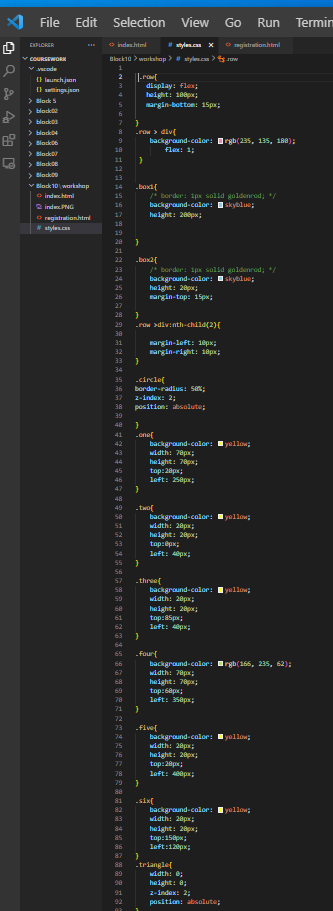 File Edit Selection View Go Run Termin
EXPLORER ...
index.html
styles.css
registration.html
COURSEWORK
.vscode
launch.json
settings.json
Block 5
Block02
Block03
Block04
Block06
Block07
Block08
Block09
Block10\workshop
index.html
index.PNG
registration.html
styles.css
Block10 > workshop > styles.css > .row
1
2 .row{
3 display: flex;
4 height: 100px;
5 margin-bottom: 15px;
6
7 }
8 .row > div{
9 background-color: rgb(235, 135, 180);
10 flex: 1;
11 }
12
13
14 .box1{
15 /* border: 1px solid goldenrod; */
16 background-color: skyblue;
17 height: 200px;
18
19
20 }
21
22 .box2{
23 /* border: 1px solid goldenrod; */
24 background-color: skyblue;
25 height: 20px;
26 margin-top: 15px;
27
28 }
29 .row >div:nth-child(2){
30
31 margin-left: 10px;
32 margin-right: 10px;
33 }
34
35 .circle{
36 border-radius: 50%;
37 z-index: 2;
38 position: absolute;
39
40 }
41 .one{
42 background-color: yellow;
43 width: 70px;
44 height: 70px;
45 top:20px;
46 left: 250px;
47 }
48
49 .two{
50 background-color: yellow;
51 width: 20px;
52 height: 20px;
53 top:0px;
54 left: 40px;
55 }
56
57 .three{
58 background-color: yellow;
59 width: 20px;
60 height: 20px;
61 top:85px;
62 left: 40px;
63 }
64
65 .four{
66 background-color: rgb(166, 235, 62);
67 width: 70px;
68 height: 70px;
69 top:60px;
70 left: 350px;
71 }
72
73 .five{
74 background-color: yellow;
75 width: 20px;
76 height: 20px;
77 top:20px;
78 left: 400px;
79 }
80
81 .six{
82 background-color: yellow;
83 width: 20px;
84 height: 20px;
85 top:150px;
86 left:120px;
87 }
88 .triangle{
89 width: 0;
90 height: 0;
91 z-index: 2;
92 position: absolute;
93